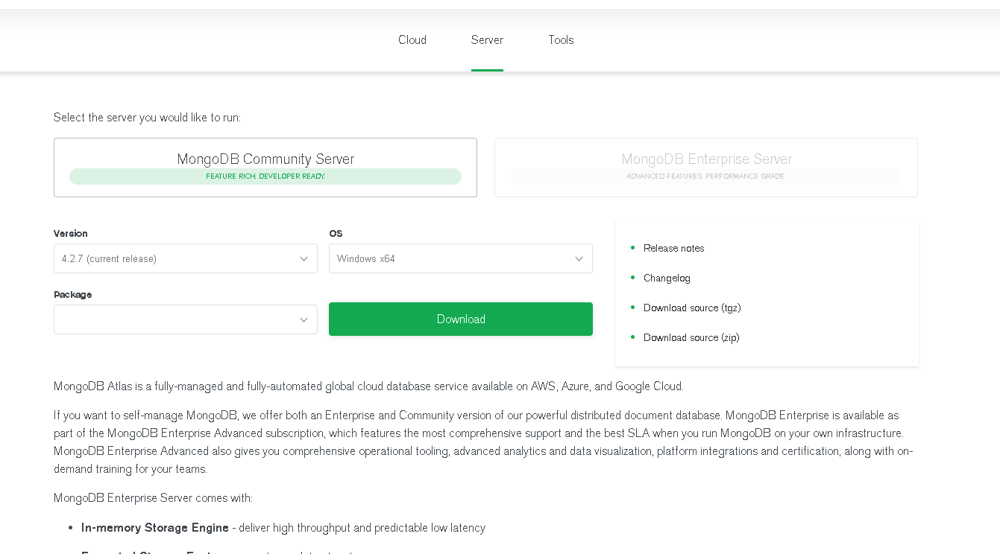 Cloud Server Tools
Select the server you would like to run:
MongoDB Community Server
FEATURE RICH. DEVELOPER READY.
MongoDB Enterprise Server
ADVANCED FEATURES. PERFORMANCE GRADE.
Version
4.2.7 (current release)
OS
Windows x64
Package
Download
Release notes
Changelog
Download source (tgz)
Download source (zip)
MongoDB Atlas is a fully-managed and fully-automated global cloud database service available on AWS, Azure, and Google Cloud.
If you want to self-manage MongoDB, we offer both an Enterprise and Community version of our powerful distributed document database. MongoDB Enterprise is available as
part of the MongoDB Enterprise Advanced subscription, which features the most comprehensive support and the best SLA when you run MongoDB on your own infrastructure.
MongoDB Enterprise Advanced also gives you comprehensive operational tooling, advanced analytics and data visualization, platform integrations and certification, along with on-
demand training for your teams.
MongoDB Enterprise Server comes with:
• In-memory Storage Engine - deliver high throughput and predictable low latency